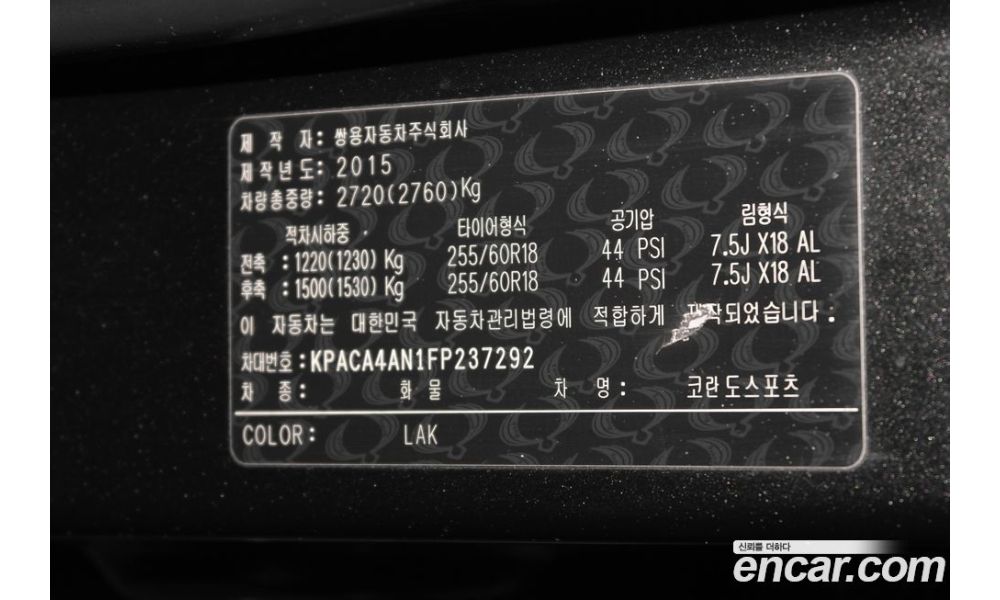 제 작 자: 쌍용자동차주식회사
제작년도: 2015
차량총중량: 2720(2760)Kg
적차시하중 타이어형식 공기압 림형식
전축 : 1220(1230) Kg 255/60R18 44 PSI 7.5J X18 AL
후축 : 1500(1530) Kg 255/60R18 44 PSI 7.5J X18 AL
이 자동차는 대한민국 자동차관리법령에 적합하게 제작되었습니다.
차대번호 : KPACA4AN1FP237292
차 종: 화 물 차 명: 코란도스포츠
COLOR: LAK
신뢰를 더하다
encar.com